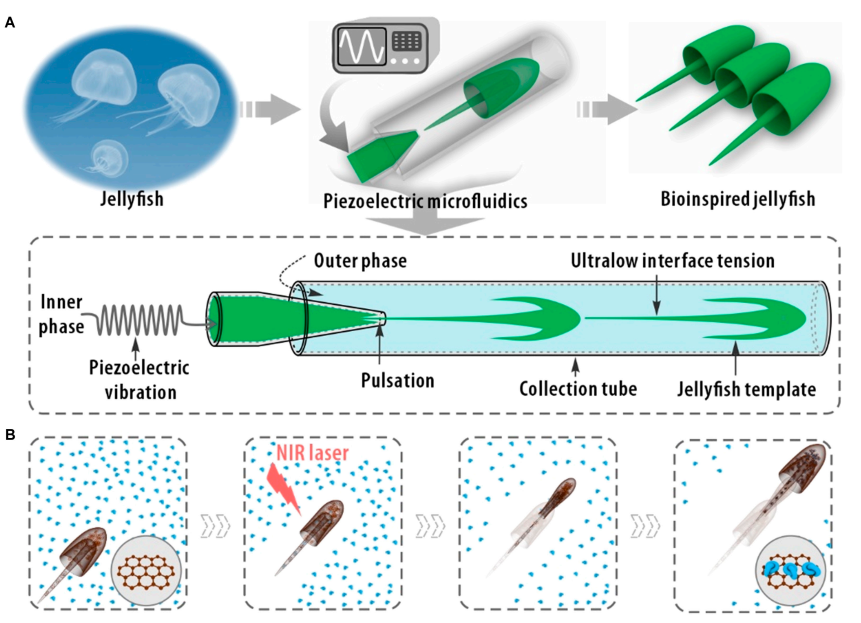 A
Jellyfish
Piezoelectric microfluidics
Bioinspired jellyfish
Outer phase
Ultralow interface tension
Inner
phase
Piezoelectric
vibration
Pulsation
Collection tube
Jellyfish template
B
NIR laser